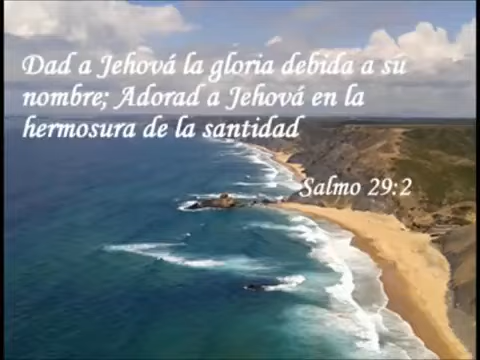 Dad a Jehová la gloria debida a su
nombre; Adorad a Jehová en la
hermosura de la santidad
Salmo 29:2